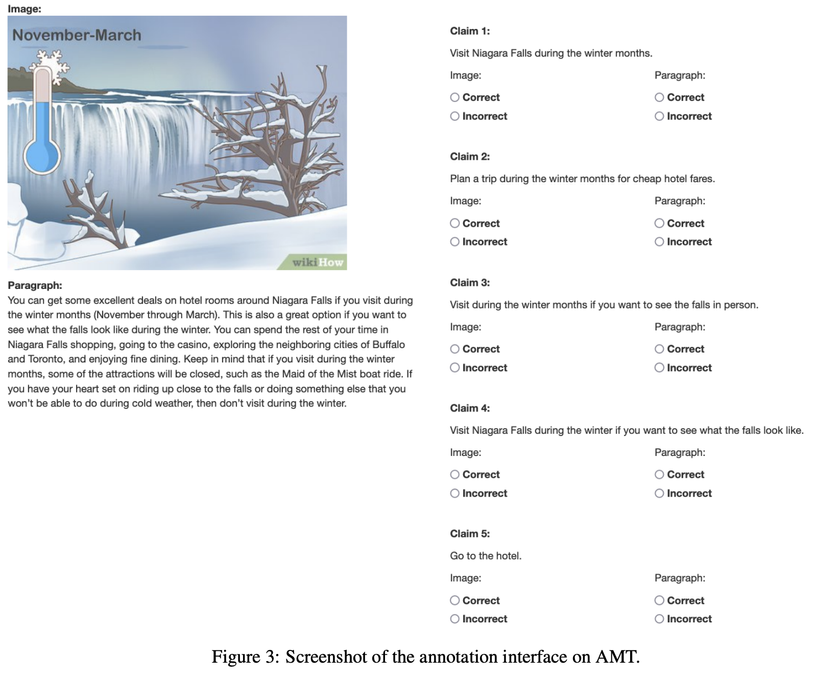 Image:
November-March
wikiHow
Paragraph:
You can get some excellent deals on hotel rooms around Niagara Falls if you visit during
the winter months (November through March). This is also a great option if you want to
see what the falls look like during the winter. You can spend the rest of your time in
Niagara Falls shopping, going to the casino, exploring the neighboring cities of Buffalo
and Toronto, and enjoying fine dining. Keep in mind that if you visit during the winter
months, some of the attractions will be closed, such as the Maid of the Mist boat ride. If
you have your heart set on riding up close to the falls or doing something else that you
won't be able to do during cold weather, then don't visit during the winter.
Claim 1:
Visit Niagara Falls during the winter months.
Image: Paragraph:
Correct Correct
Incorrect Incorrect
Claim 2:
Plan a trip during the winter months for cheap hotel fares.
Image: Paragraph:
Correct Correct
Incorrect Incorrect
Claim 3:
Visit during the winter months if you want to see the falls in person.
Image: Paragraph:
Correct Correct
Incorrect Incorrect
Claim 4:
Visit Niagara Falls during the winter if you want to see what the falls look like.
Image: Paragraph:
Correct Correct
Incorrect Incorrect
Claim 5:
Go to the hotel.
Image: Paragraph:
Correct Correct
Incorrect Incorrect
Figure 3: Screenshot of the annotation interface on AMT.